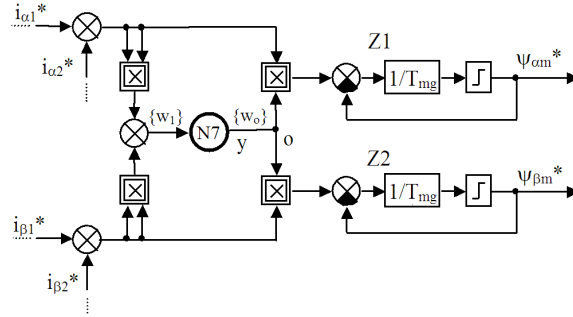 iα1*
Z1
ψαm*
iα2*
1/Tmg
{w1}
N7
{wo}
y
o
Z2
ψβm*
1/Tmg
iβ1*
iβ2*